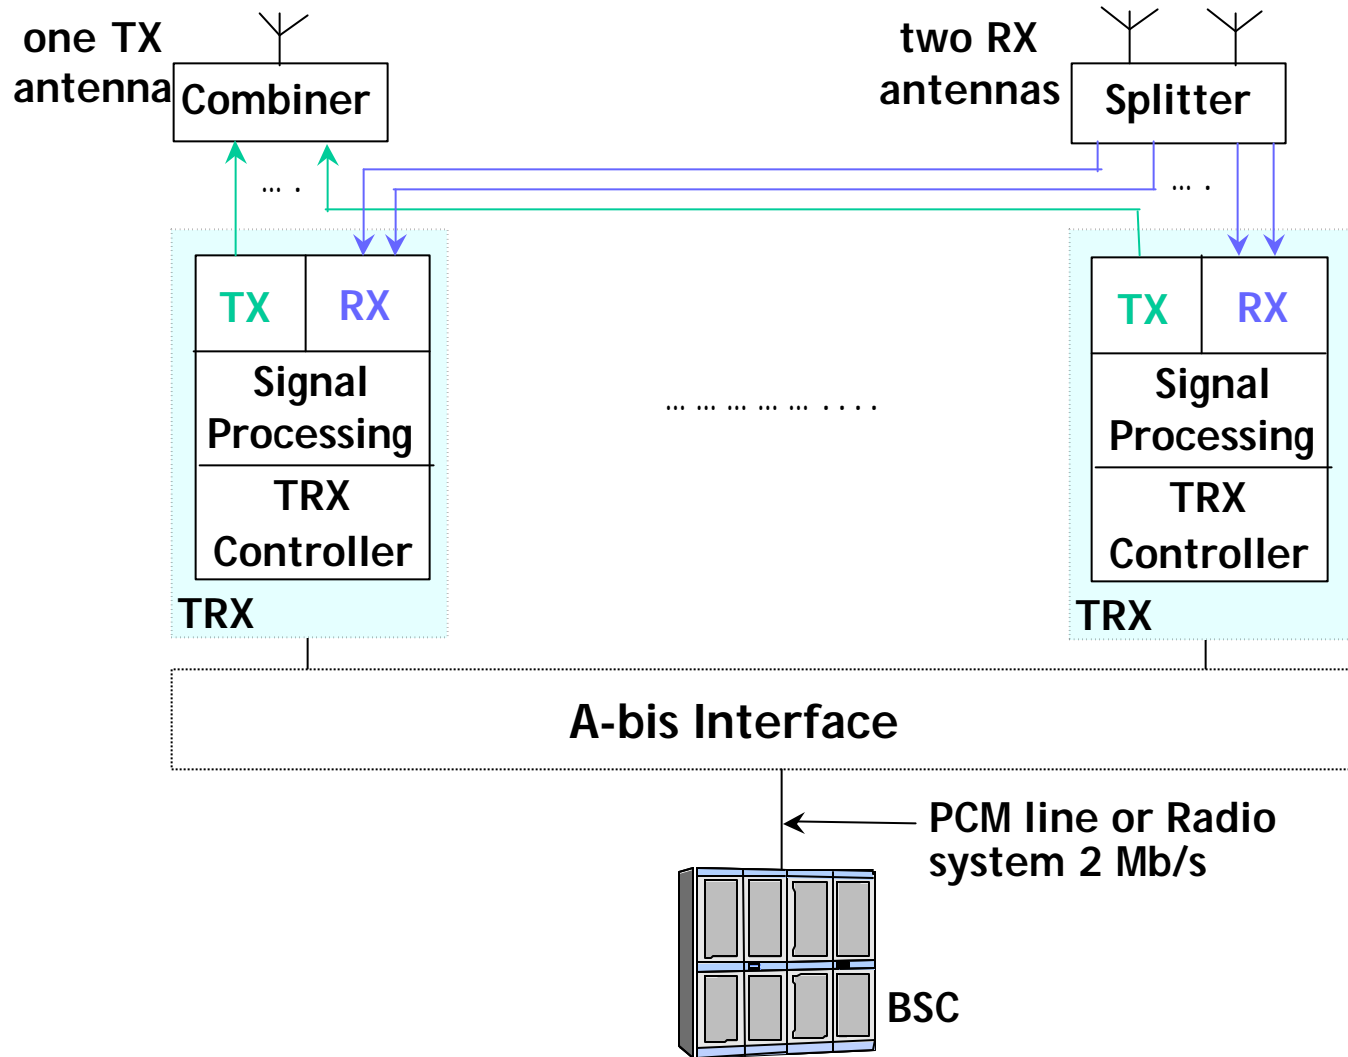 one TX
antenna
Combiner
two RX
antennas
Splitter
... .
... .
TX
RX
TX
RX
Signal
Processing
Signal
Processing
... ... ... ... ... . . . .
TRX
Controller
TRX
Controller
TRX
TRX
A-bis Interface
PCM line or Radio
system 2 Mb/s
BSC